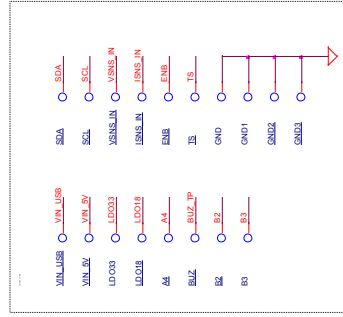 SDA
SCL
VSNS_IN
ISNS_IN
ENB
TS
SDA
SCL
VSNS_IN
ISNS_IN
ENB
TS
GND
GND1
GND2
GND3
VIN_USB
VIN_5V
LDO33
LDO18
A4
BUZ_TP
B2
B3
VIN_USB
VIN_5V
LDO33
LDO18
A4
BUZ
B2
B3